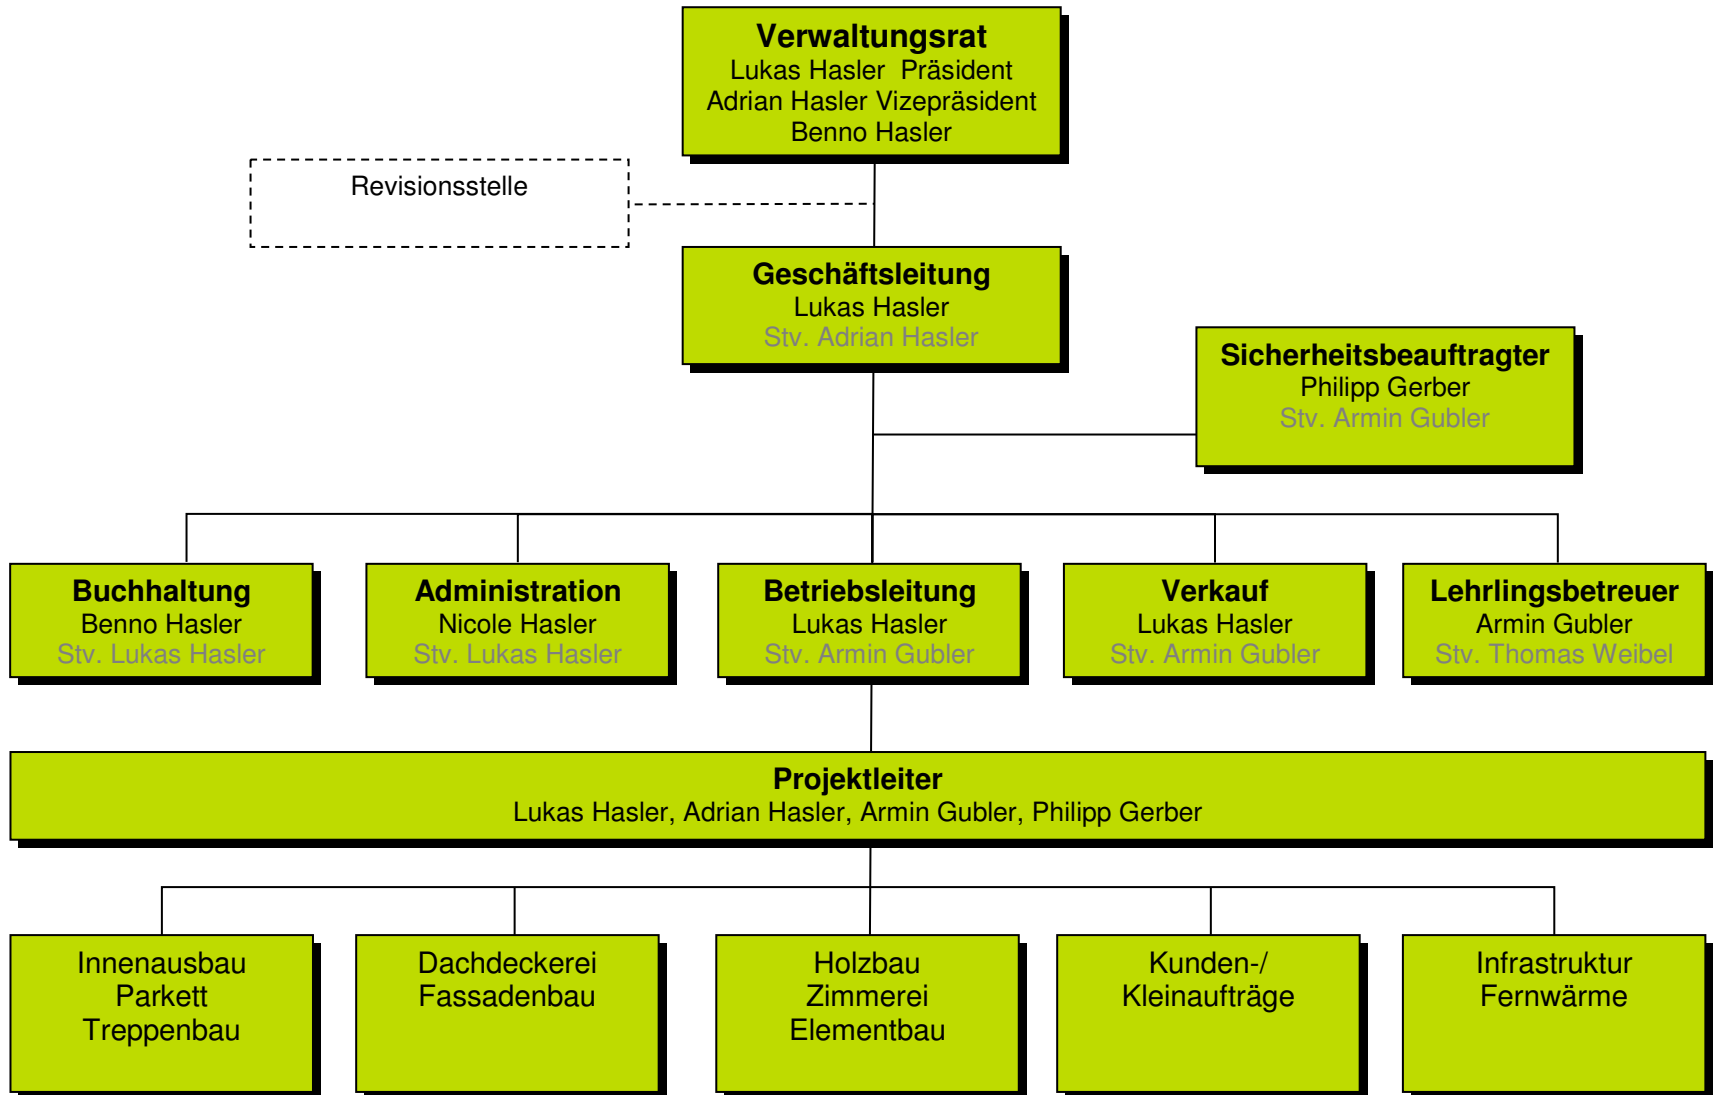 Verwaltungsrat
Lukas Hasler  Präsident
Adrian Hasler Vizepräsident
Benno Hasler
Revisionsstelle
Geschäftsleitung
Lukas Hasler
Stv. Adrian Hasler
Sicherheitsbeauftragter
Philipp Gerber
Stv. Armin Gubler
Buchhaltung
Benno Hasler
Stv. Lukas Hasler
Administration
Nicole Hasler
Stv. Lukas Hasler
Betriebsleitung
Lukas Hasler
Stv. Armin Gubler
Verkauf
Lukas Hasler
Stv. Armin Gubler
Lehrlingsbetreuer
Armin Gubler
Stv. Thomas Weibel
Projektleiter
Lukas Hasler, Adrian Hasler, Armin Gubler, Philipp Gerber
Innenausbau
Parkett
Treppenbau
Dachdeckerei
Fassadenbau
Holzbau
Zimmerei
Elementbau
Kunden-/
Kleinaufträge
Infrastruktur
Fernwärme